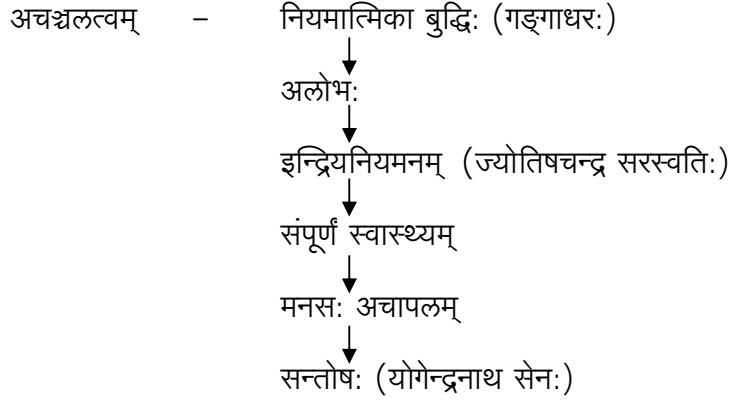 अचञ्चलत्वम् – नियमात्मिका बुद्धि: (गङ्गाधर:)
अलोभ:
इन्द्रियनियमनम् (ज्योतिषचन्द्र सरस्वति:)
संपूर्णं स्वास्थ्यम्
मनस: अचापलम्
सन्तोष: (योगेन्द्रनाथ सेन:)